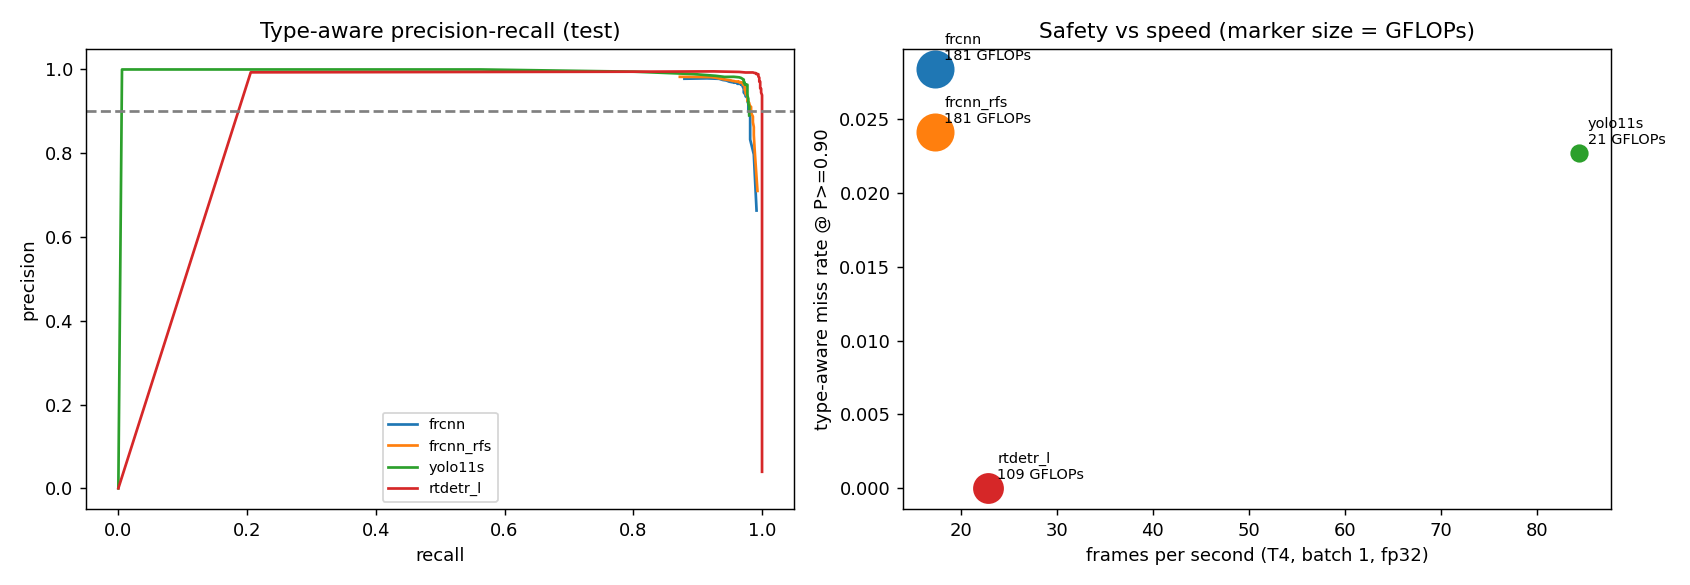 Type-aware precision-recall (test)
precision
1.0
0.8
0.6
0.4
0.2
0.0
frcnn
frcnn_rfs
yolo11s
rtdetr_l
0.0 0.2 0.4 0.6 0.8 1.0
recall
Safety vs speed (marker size = GFLOPs)
type-aware miss rate @ P>=0.90
frcnn
181 GFLOPs
frcnn_rfs
181 GFLOPs
yolo11s
21 GFLOPs
rtdetr_l
109 GFLOPs
0.025
0.020
0.015
0.010
0.005
0.000
20 30 40 50 60 70 80
frames per second (T4, batch 1, fp32)